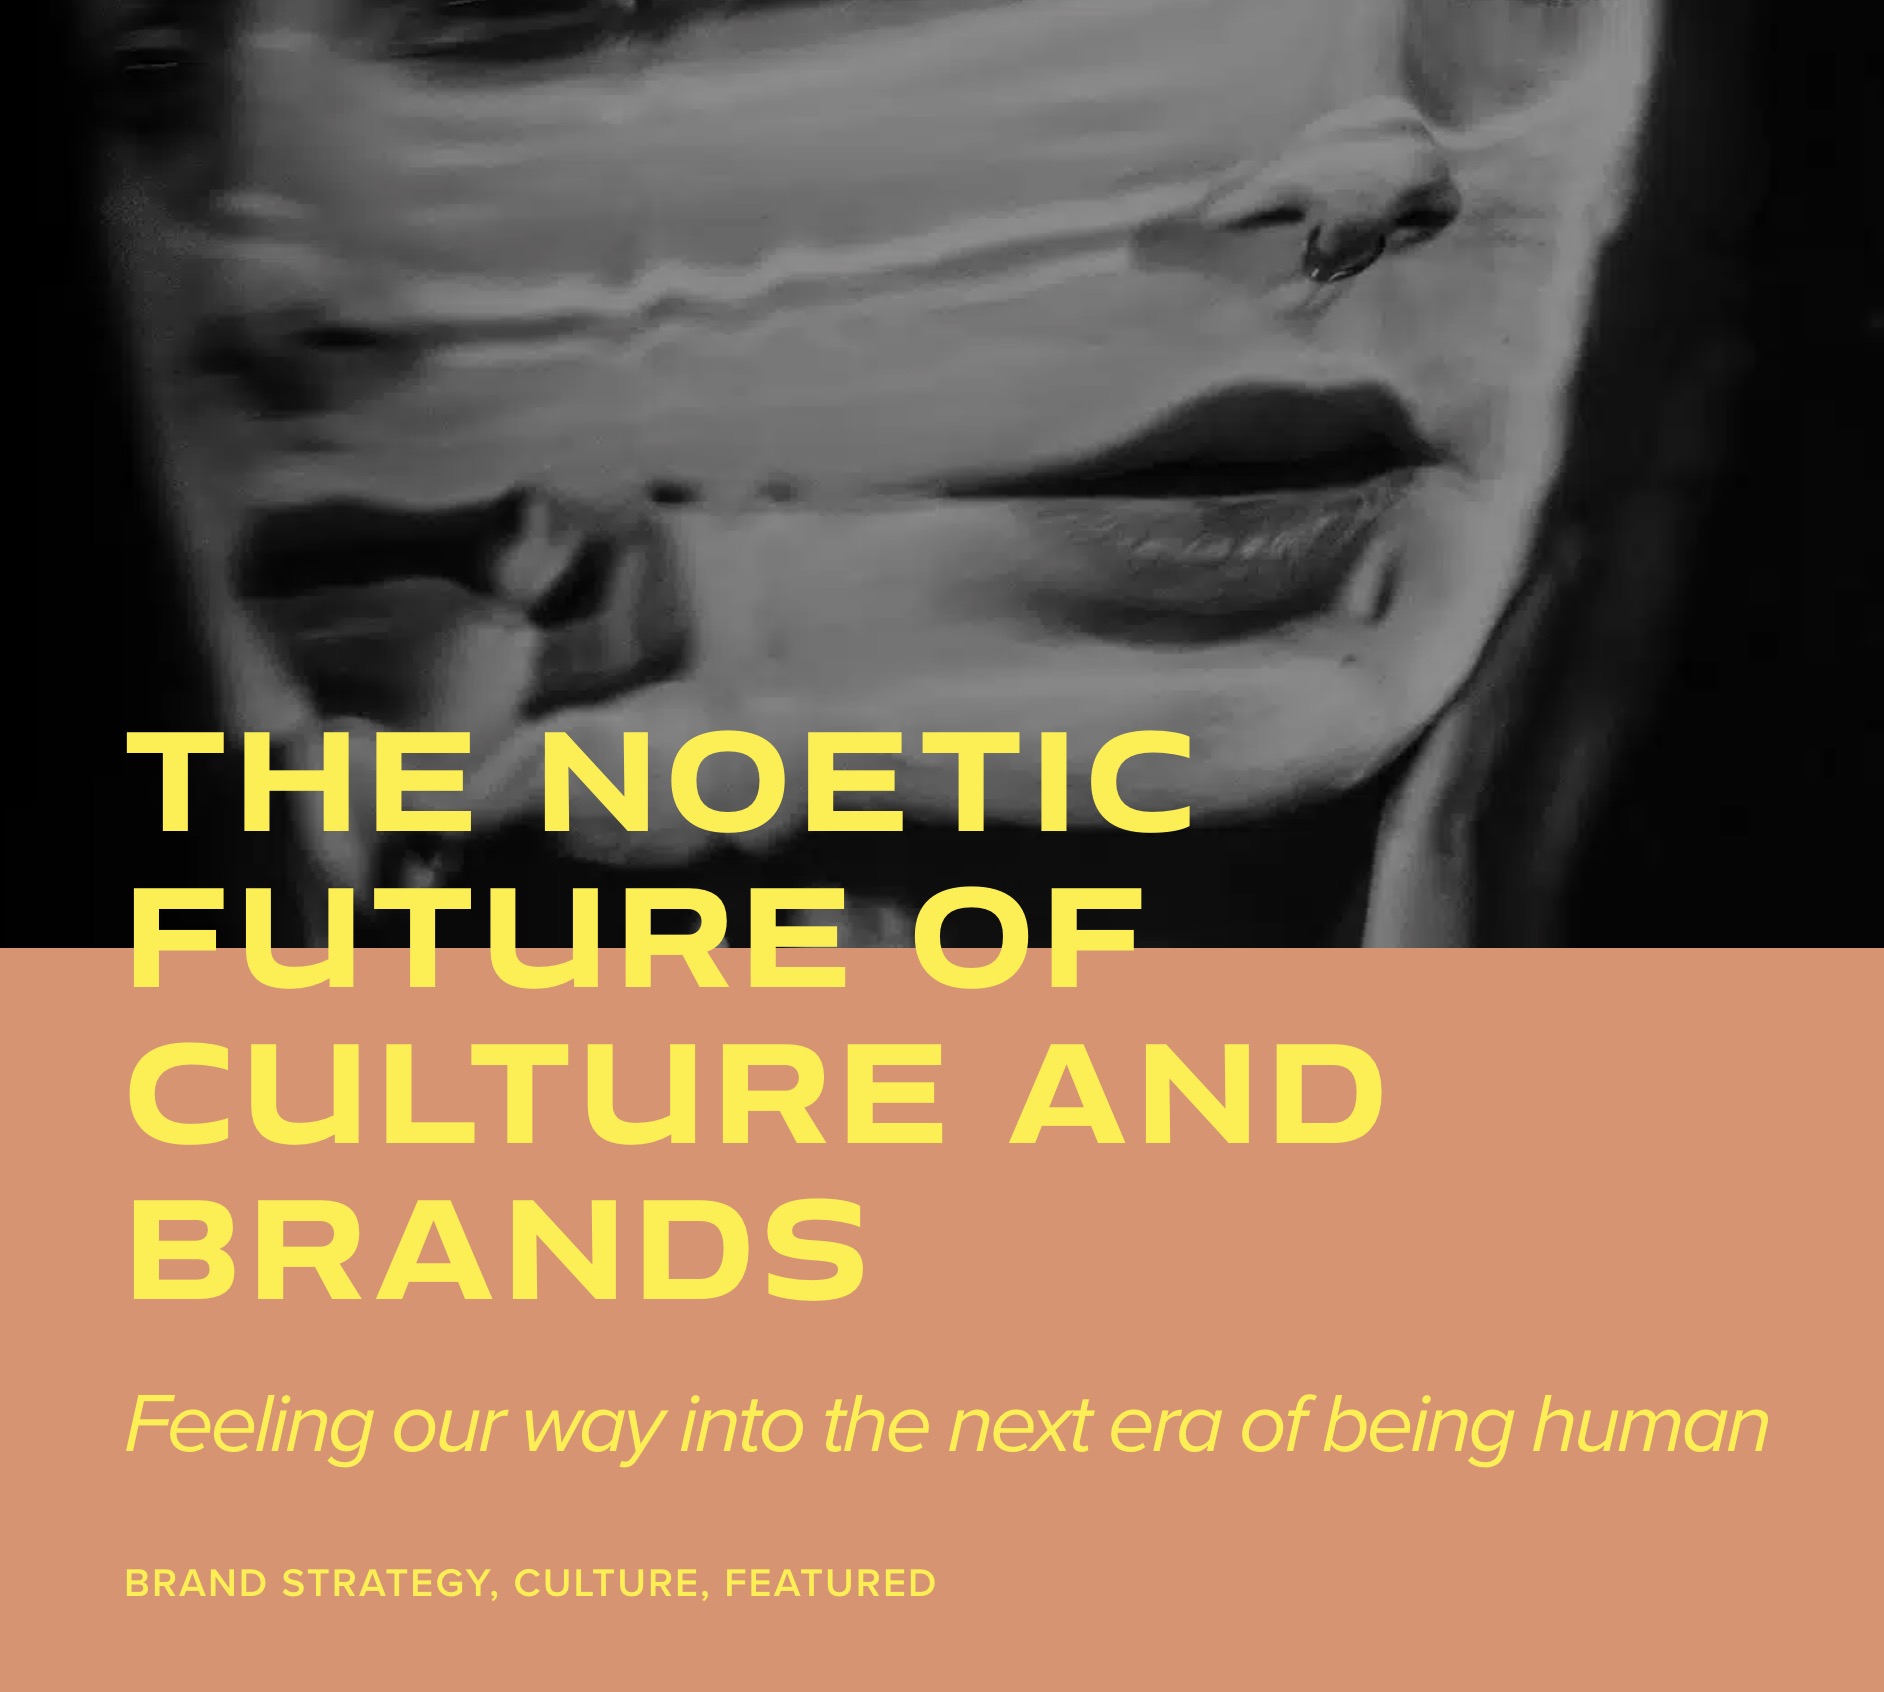 THE NOETIC
FUTURE OF
CULTURE AND
BRANDS
Feeling our way into the next era of being human
BRAND STRATEGY, CULTURE, FEATURED